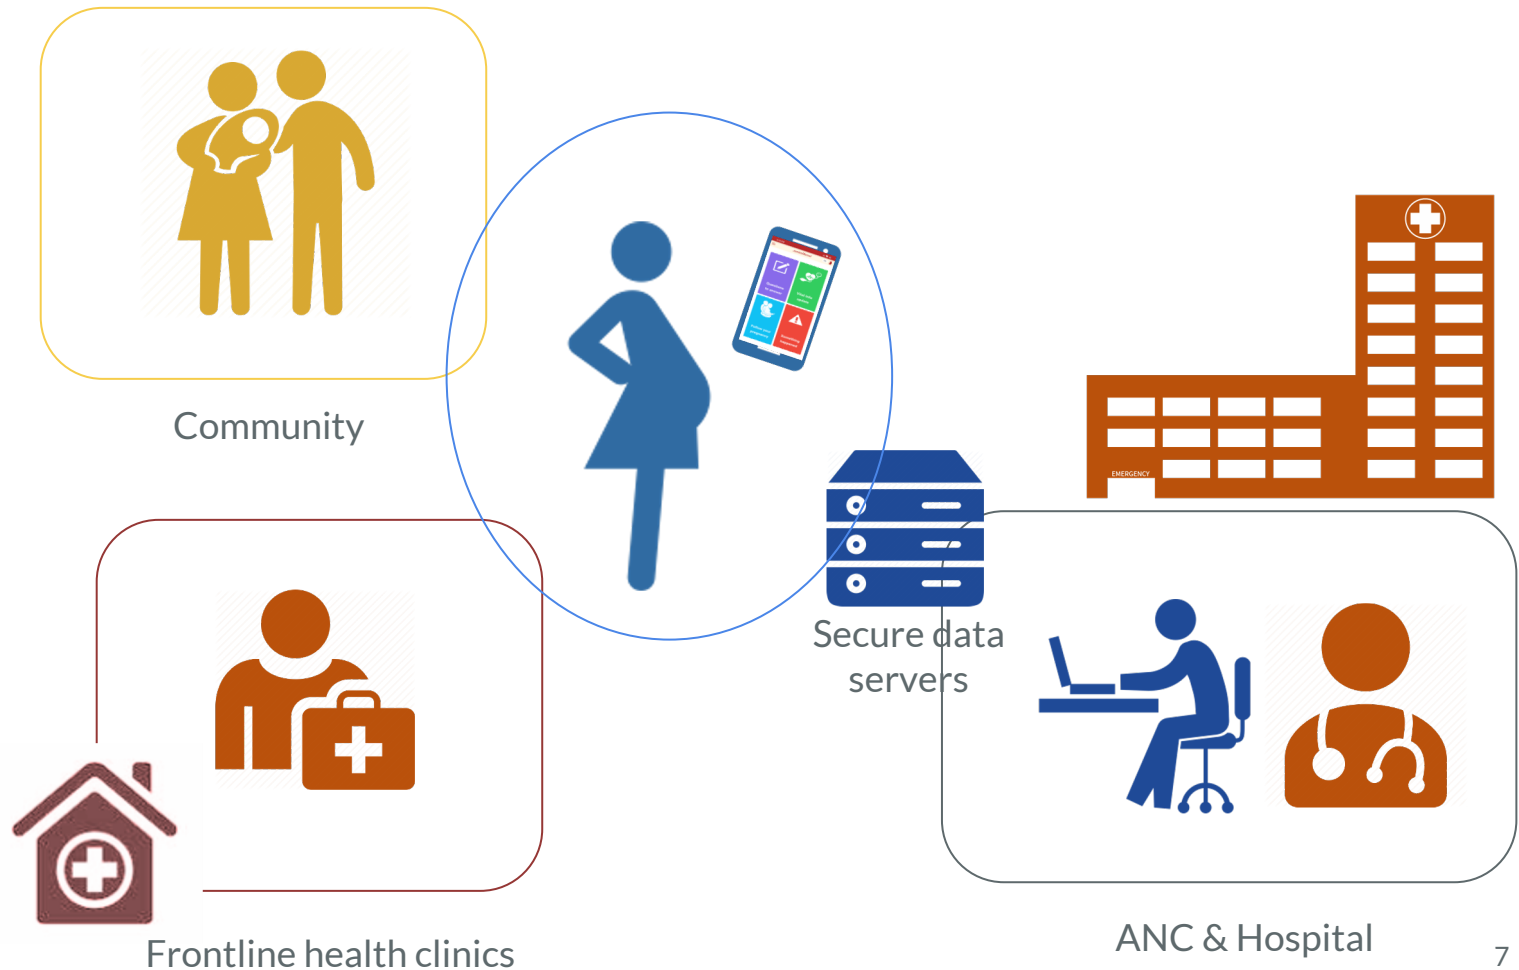 Community
EMERGENCY
Secure data
servers
Frontline health clinics
ANC & Hospital
7